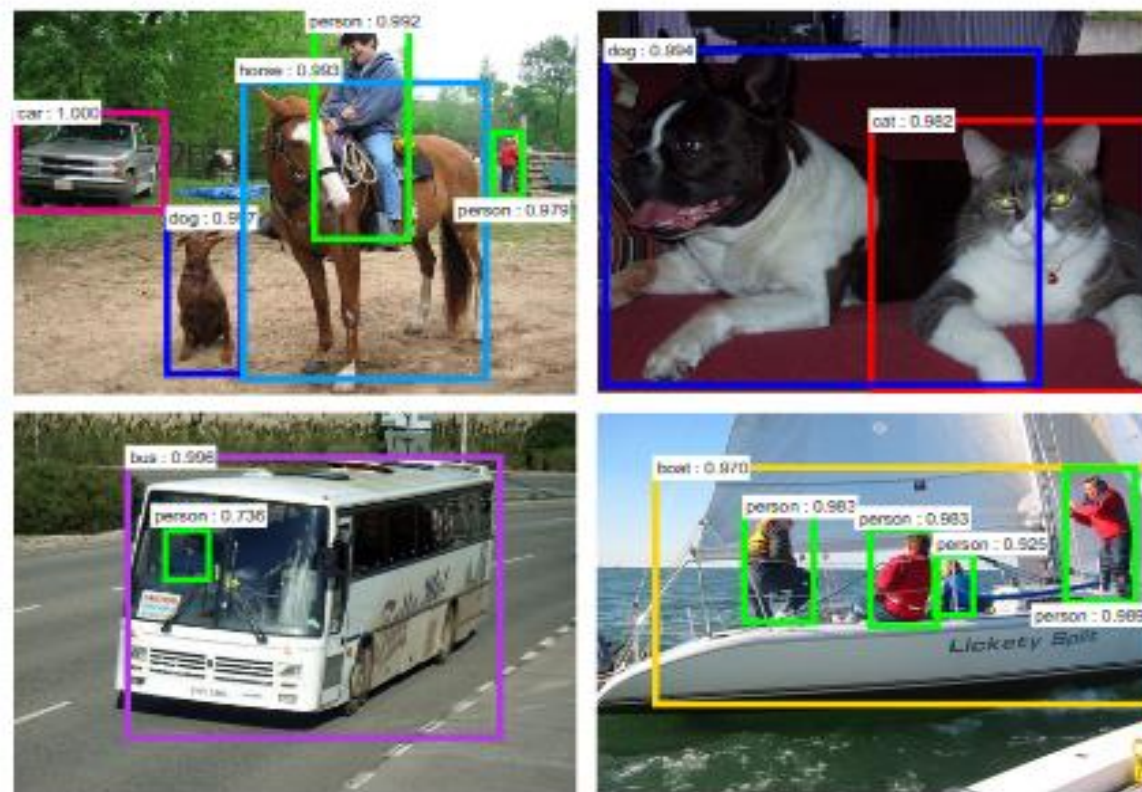 person : 0.992
horse : 0.993
car : 1.000
dog : 0.997
person : 0.979
dog : 0.994
cat : 0.982
bus : 0.996
person : 0.736
boat : 0.970
person : 0.983
person : 0.983
person : 0.925
person : 0.989
Lickety Split